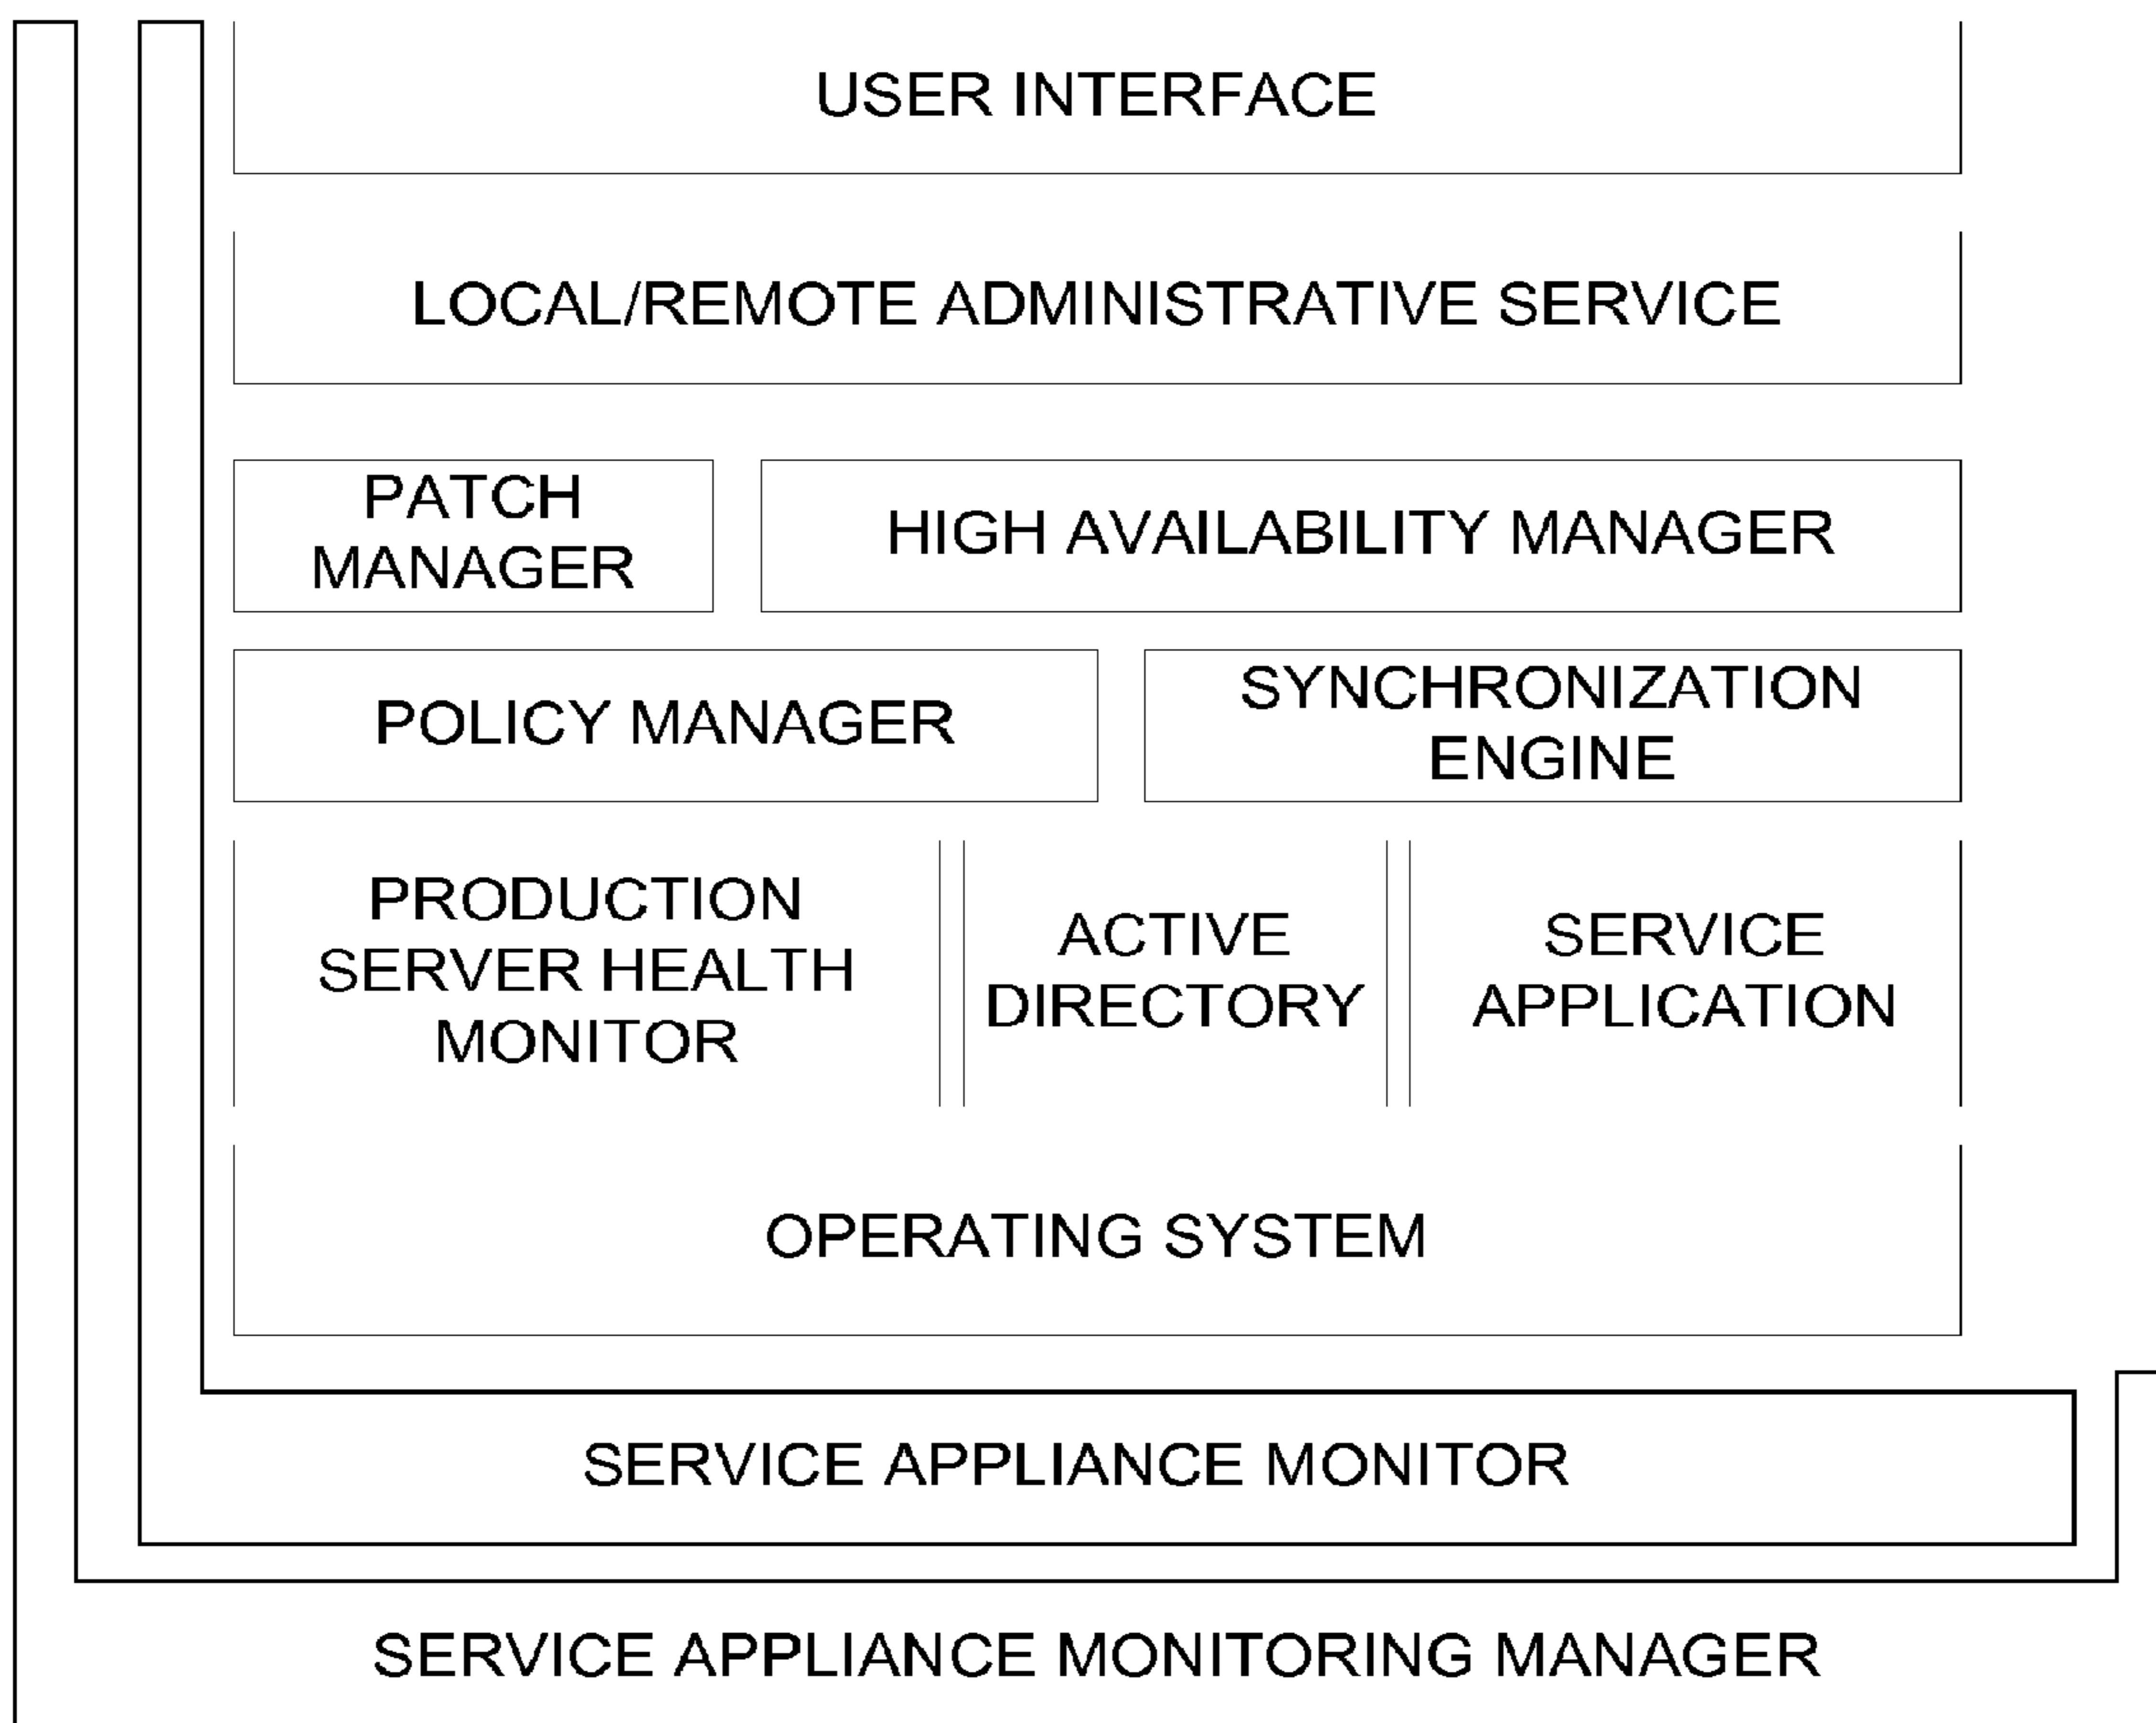 USER INTERFACE
LOCAL/REMOTE ADMINISTRATIVE SERVICE
PATCH
MANAGER
HIGH AVAILABILITY MANAGER
POLICY MANAGER
SYNCHRONIZATION
ENGINE
PRODUCTION
SERVER HEALTH
MONITOR
ACTIVE
DIRECTORY
SERVICE
APPLICATION
OPERATING SYSTEM
SERVICE APPLIANCE MONITOR
SERVICE APPLIANCE MONITORING MANAGER